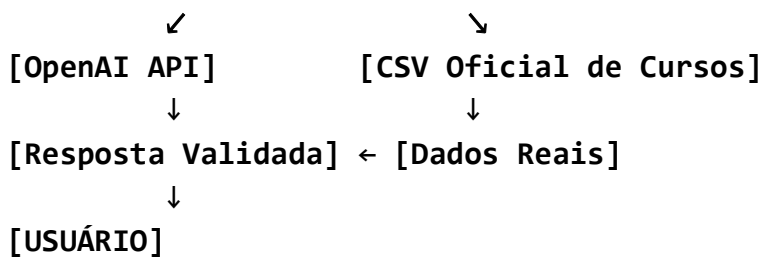 ↙ ↘
[OpenAI API] [CSV Oficial de Cursos]
↓ ↓
[Resposta Validada] ← [Dados Reais]
↓
[USUÁRIO]